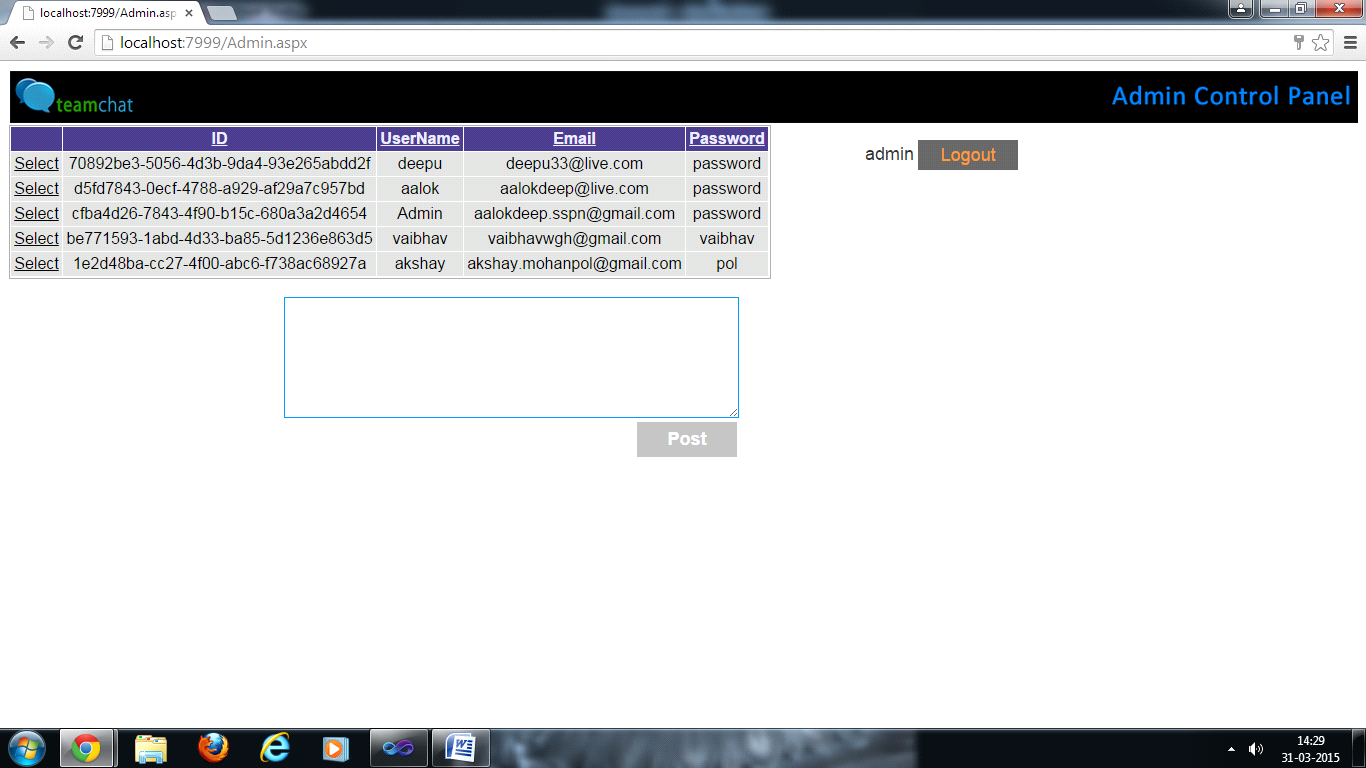 localhost:7999/Admin.asp
localhost:7999/Admin.aspx
teamchat
Admin Control Panel
ID UserName Email Password
Select 70892be3-5056-4d3b-9da4-93e265abdd2f deepu deepu33@live.com password
Select d5fd7843-0ecf-4788-a929-af29a7c957bd aalok aalokdeep@live.com password
Select cfba4d26-7843-4f90-b15c-680a3a2d4654 Admin aalokdeep.sspn@gmail.com password
Select be771593-1abd-4d33-ba85-5d1236e863d5 vaibhav vaibhavwgh@gmail.com vaibhav
Select 1e2d48ba-cc27-4f00-abc6-f738ac68927a akshay akshay.mohanpol@gmail.com pol
admin Logout
Post
14:29
31-03-2015